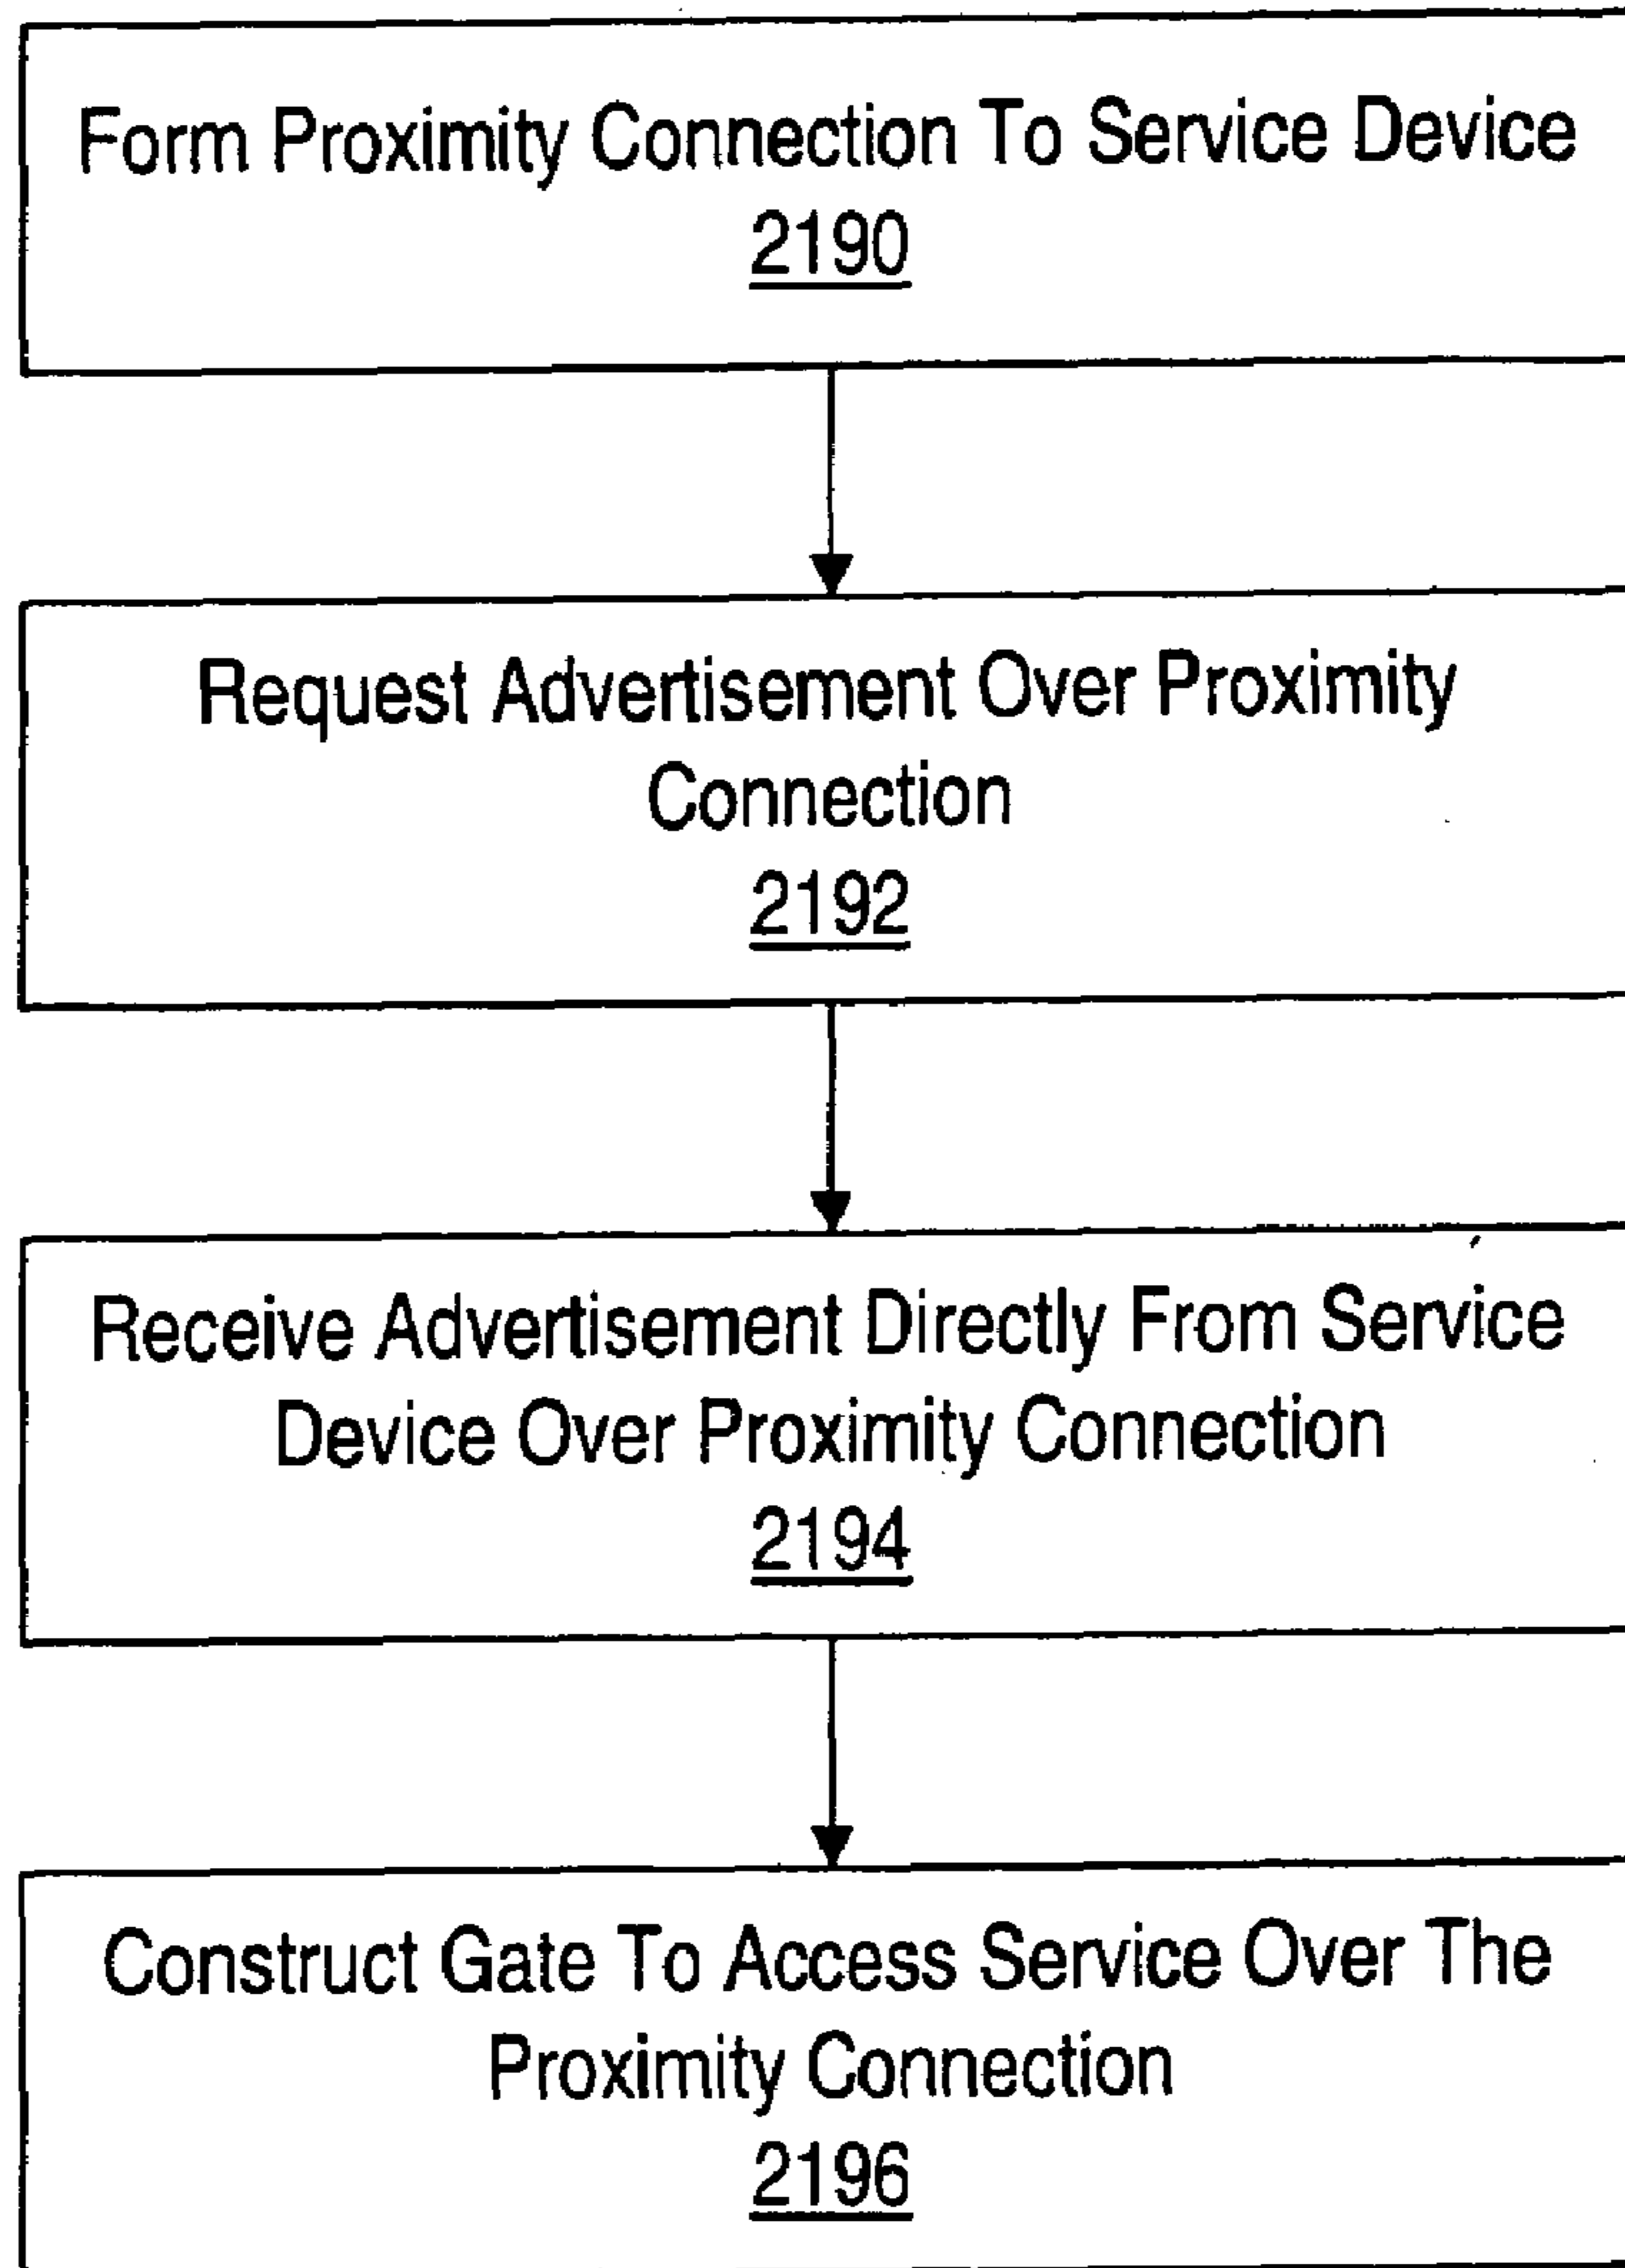 Form Proximity Connection To Service Device
2190
Request Advertisement Over Proximity
Connection
2192
Receive Advertisement Directly From Service
Device Over Proximity Connection
2194
Construct Gate To Access Service Over The
Proximity Connection
2196